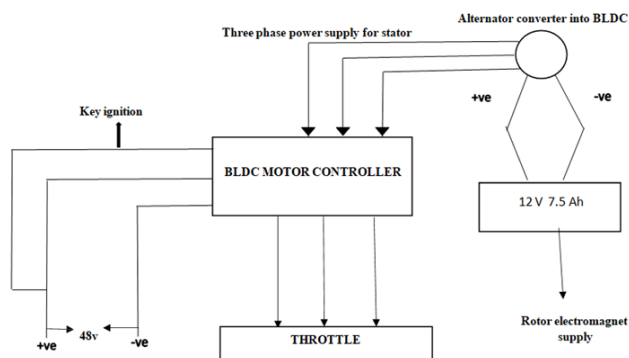 Alternator converter into BLDC
Three phase power supply for stator
+ve
-ve
Key ignition
BLDC MOTOR CONTROLLER
12 V 7.5 Ah
+ve
48v
-ve
THROTTLE
Rotor electromagnet
supply